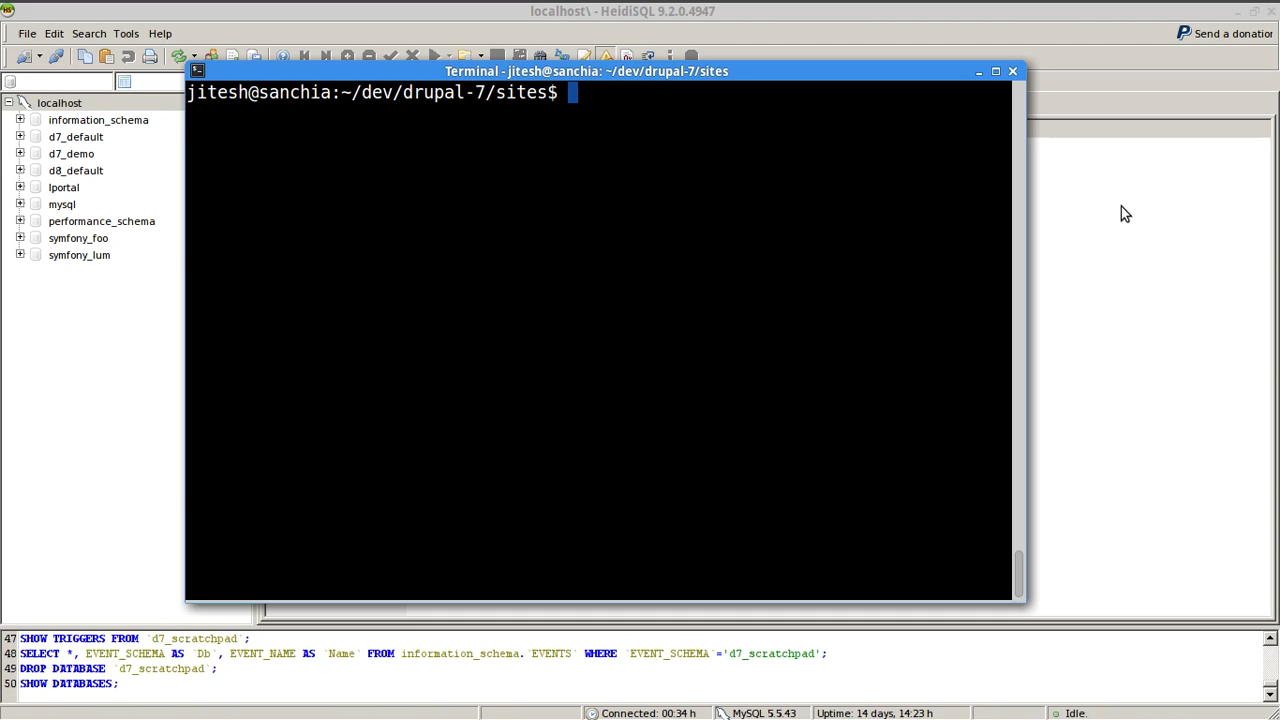 localhost\ - HeidiSQL 9.2.0.4947
File Edit Search Tools Help
Send a donation
Terminal - jitesh@sanchia: ~/dev/drupal-7/sites
jitesh@sanchia:~/dev/drupal-7/sites$
localhost
information_schema
d7_default
d7_demo
d8_default
lportal
mysql
performance_schema
symfony_foo
symfony_lum
47 SHOW TRIGGERS FROM `d7_scratchpad`;
48 SELECT *, EVENT_SCHEMA AS `Db`, EVENT_NAME AS `Name` FROM information_schema.`EVENTS` WHERE `EVENT_SCHEMA`='d7_scratchpad';
49 DROP DATABASE `d7_scratchpad`;
50 SHOW DATABASES;
Connected: 00:34 h MySQL 5.5.43 Uptime: 14 days, 14:23 h Idle.